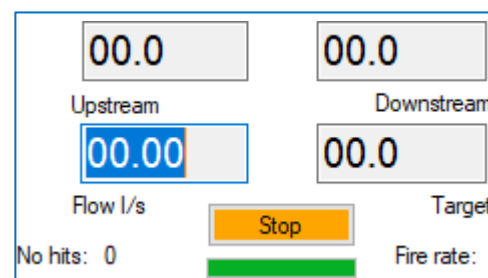 00.0 00.0
Upstream Downstream
00.00 00.0
Flow l/s Target
Stop
No hits: 0 Fire rate: